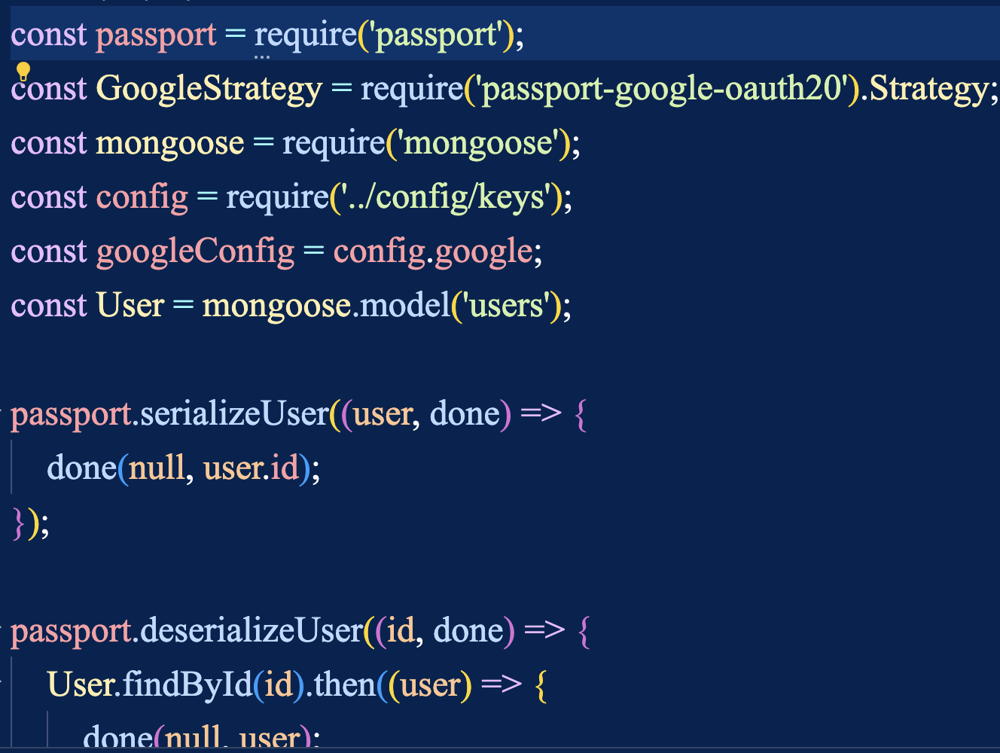 const passport = require('passport');
const GoogleStrategy = require('passport-google-oauth20').Strategy;
const mongoose = require('mongoose');
const config = require('../config/keys');
const googleConfig = config.google;
const User = mongoose.model('users');
passport.serializeUser((user, done) => {
done(null, user.id);
});
passport.deserializeUser((id, done) => {
User.findById(id).then((user) => {
done(null, user);